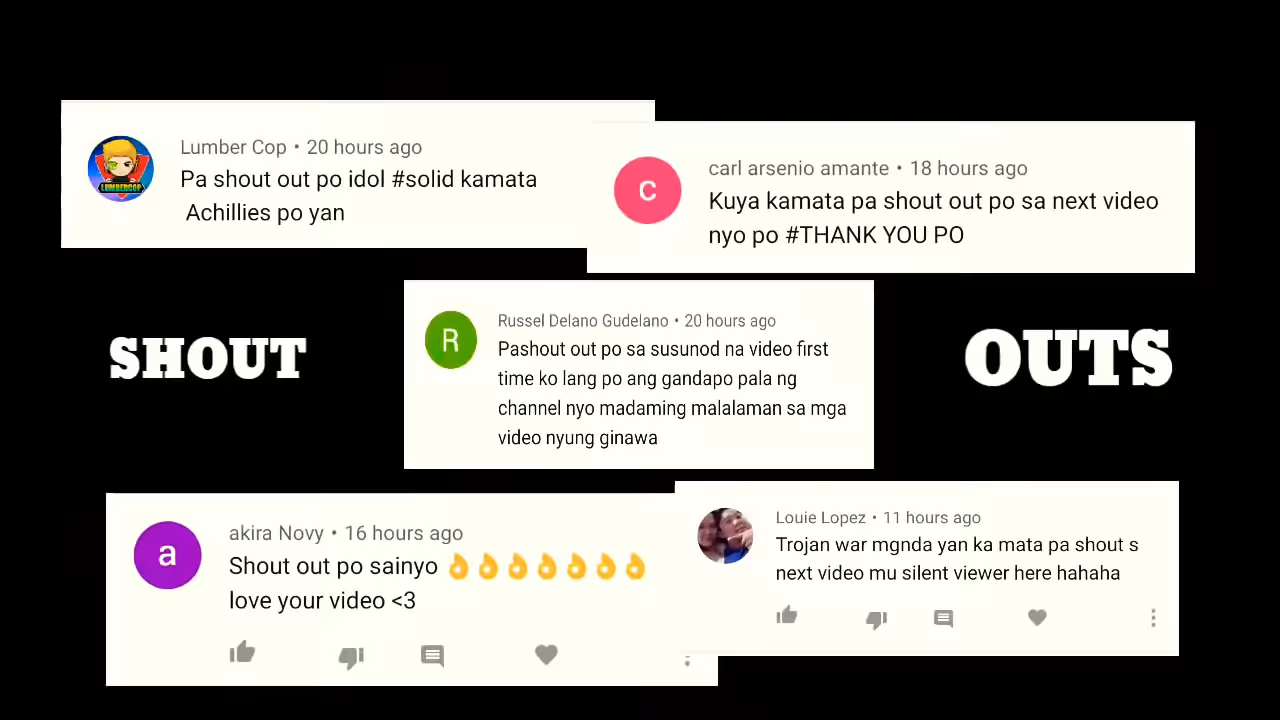 Lumber Cop • 20 hours ago
Pa shout out po idol #solid kamata
Achillies po yan
LUMBERCOP
C
carl arsenio amante • 18 hours ago
Kuya kamata pa shout out po sa next video
nyo po #THANK YOU PO
SHOUT
R
Russel Delano Gudelano • 20 hours ago
Pashout out po sa susunod na video first
time ko lang po ang gandapo pala ng
channel nyo madaming malalaman sa mga
video nyung ginawa
OUTS
a
akira Novy • 16 hours ago
Shout out po sainyo 👌👌👌👌👌👌👌
love your video <3
Louie Lopez • 11 hours ago
Trojan war mgnda yan ka mata pa shout s
next video mu silent viewer here hahaha